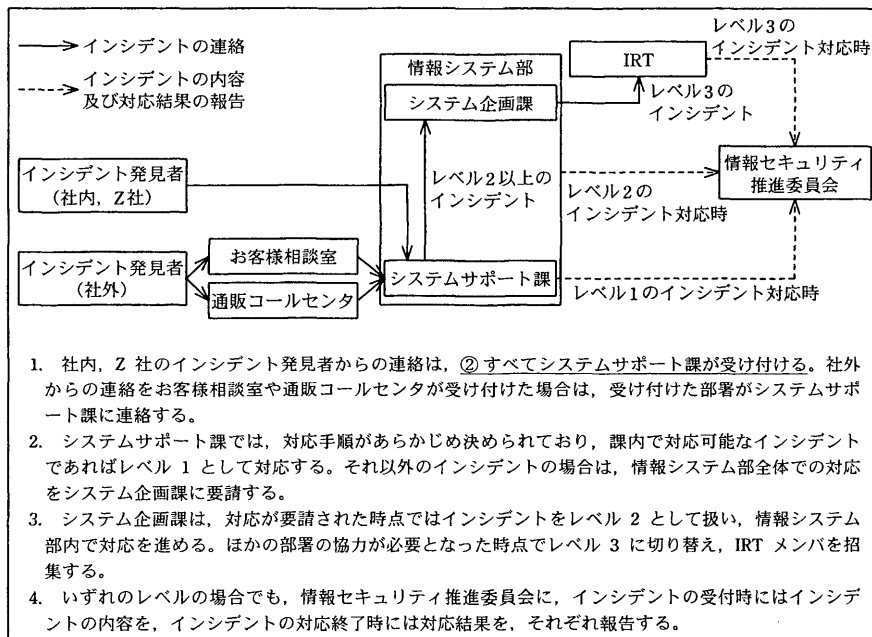 インシデントの連絡
インシデントの内容
及び対応結果の報告
情報システム部
システム企画課
IRT
レベル3の
インシデント対応時
レベル3の
インシデント
インシデント発見者
(社内，Z社)
レベル2以上の
インシデント
レベル2の
インシデント対応時
情報セキュリティ
推進委員会
インシデント発見者
(社外)
お客様相談室
通販コールセンタ
システムサポート課
レベル1のインシデント対応時
1. 社内，Z 社のインシデント発見者からの連絡は，②すべてシステムサポート課が受け付ける。社外
からの連絡をお客様相談室や通販コールセンタが受け付けた場合は，受け付けた部署がシステムサポ
ート課に連絡する。
2. システムサポート課では，対応手順があらかじめ決められており，課内で対応可能なインシデント
であればレベル 1 として対応する。それ以外のインシデントの場合は，情報システム部全体での対応
をシステム企画課に要請する。
3. システム企画課は，対応が要請された時点ではインシデントをレベル 2 として扱い，情報システム
部内で対応を進める。ほかの部署の協力が必要となった時点でレベル 3 に切り替え，IRT メンバを招
集する。
4. いずれのレベルの場合でも，情報セキュリティ推進委員会に，インシデントの受付時にはインシデ
ントの内容を，インシデントの対応終了時には対応結果を，それぞれ報告する。